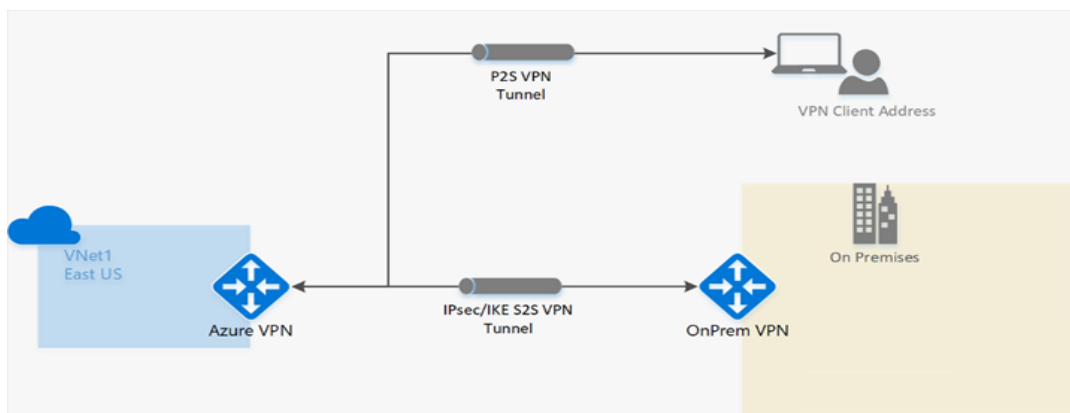 P2S VPN
Tunnel
VPN Client Address
VNet1
East US
On Premises
IPsec/IKE S2S VPN
Tunnel
Azure VPN
OnPrem VPN